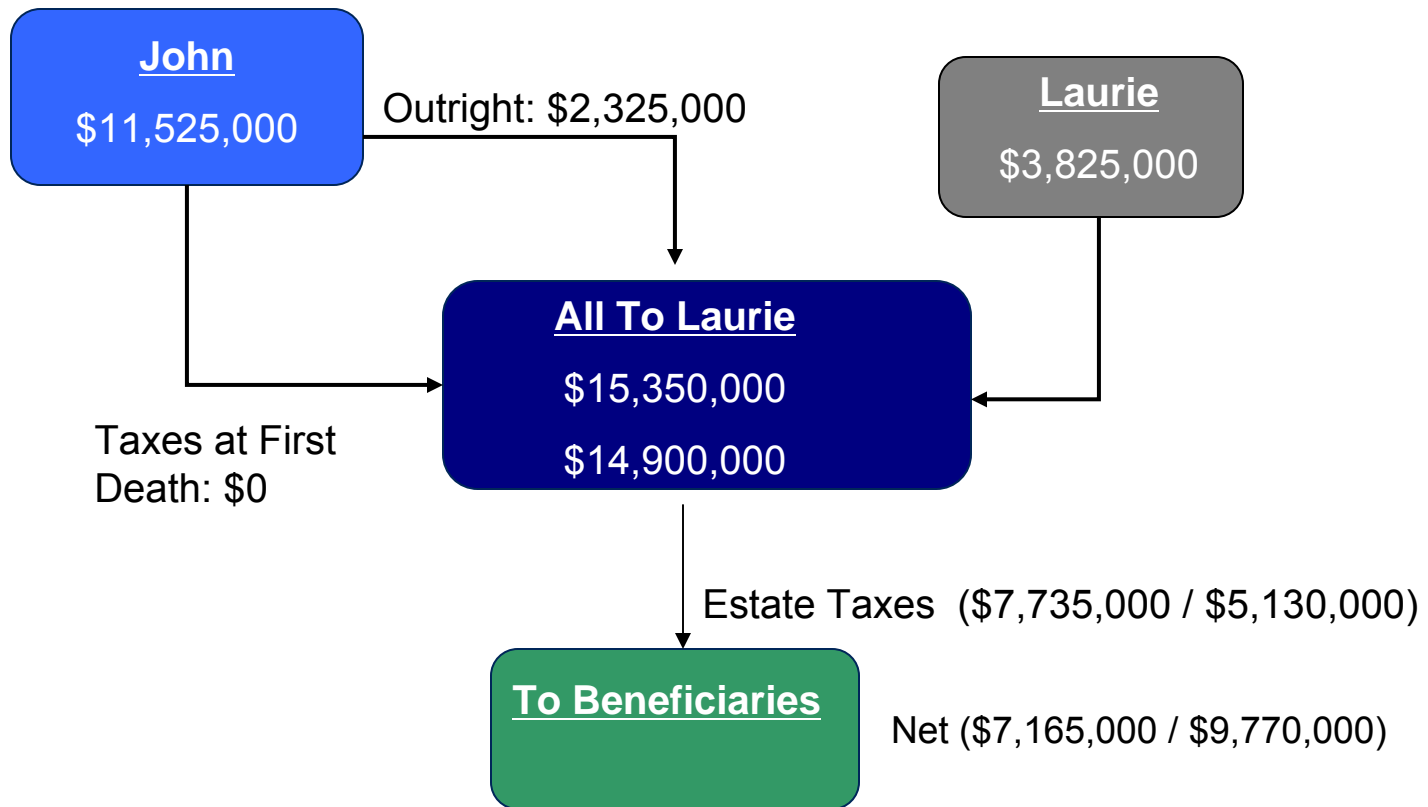 John
$11,525,000
Outright: $2,325,000
Laurie
$3,825,000
All To Laurie
$15,350,000
$14,900,000
Taxes at First
Death: $0
Estate Taxes ($7,735,000 / $5,130,000)
To Beneficiaries
Net ($7,165,000 / $9,770,000)